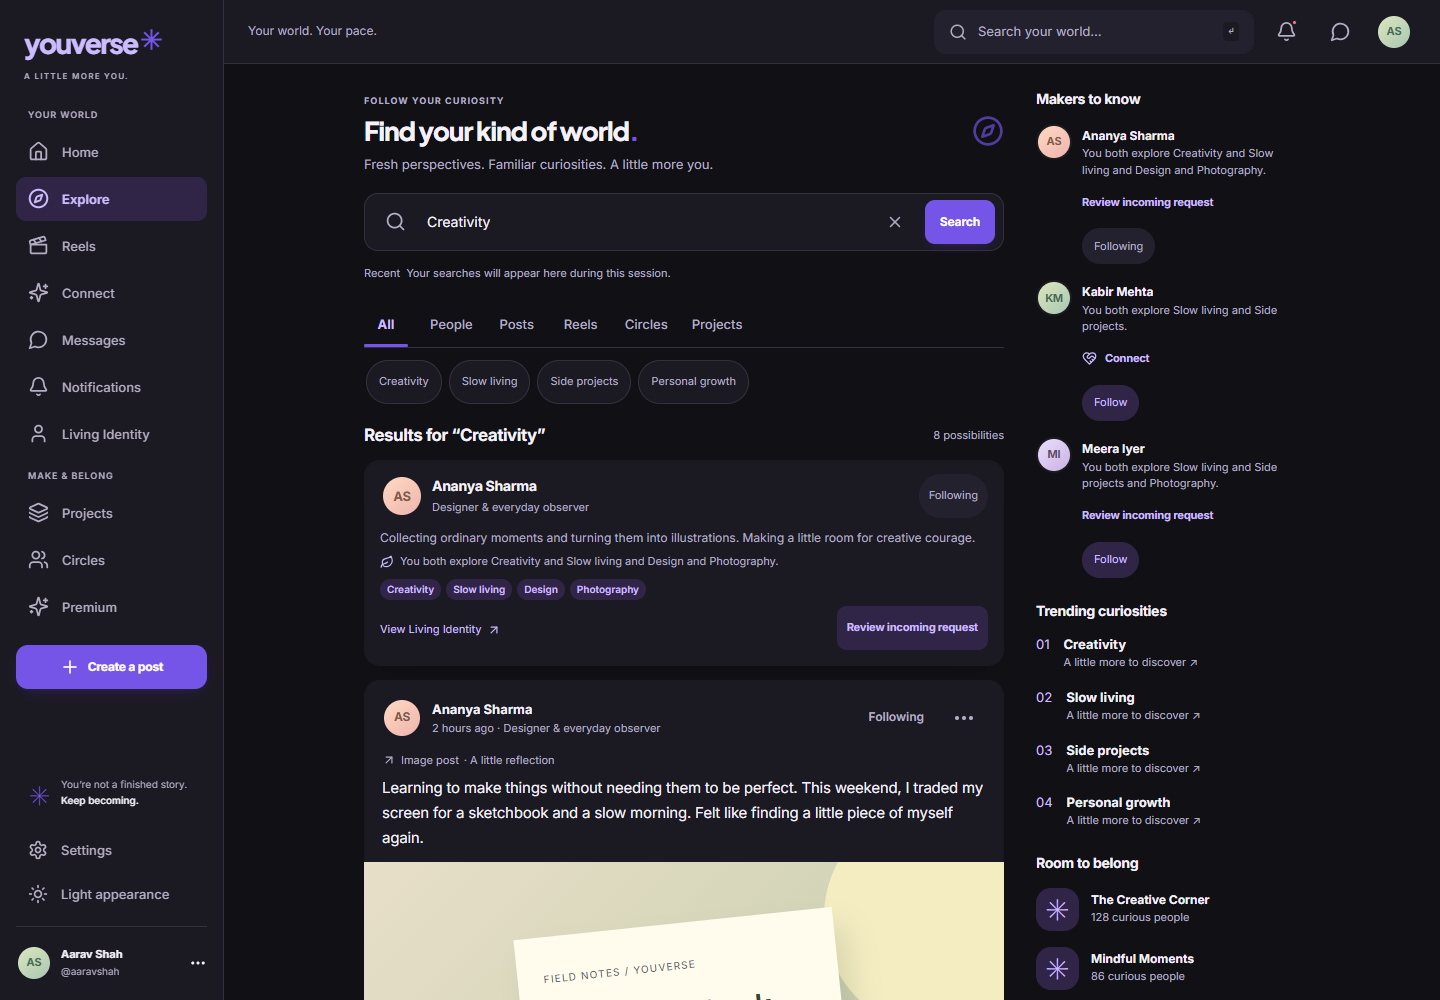 youverse
A LITTLE MORE YOU.
YOUR WORLD
Home
Explore
Reels
Connect
Messages
Notifications
Living Identity
MAKE & BELONG
Projects
Circles
Premium
Create a post
You're not a finished story.
Keep becoming.
Settings
Light appearance
AS
Aarav Shah
@aaravshah
Your world. Your pace.
Search your world...
AS
FOLLOW YOUR CURIOSITY
Find your kind of world.
Fresh perspectives. Familiar curiosities. A little more you.
Creativity
Search
Recent Your searches will appear here during this session.
All People Posts Reels Circles Projects
Creativity Slow living Side projects Personal growth
Results for “Creativity”
8 possibilities
AS
Ananya Sharma
Designer & everyday observer
Following
Collecting ordinary moments and turning them into illustrations. Making a little room for creative courage.
You both explore Creativity and Slow living and Design and Photography.
Creativity Slow living Design Photography
View Living Identity
Review incoming request
AS
Ananya Sharma
2 hours ago · Designer & everyday observer
Following
Image post · A little reflection
Learning to make things without needing them to be perfect. This weekend, I traded my
screen for a sketchbook and a slow morning. Felt like finding a little piece of myself
again.
FIELD NOTES / YOUVERSE
Makers to know
AS
Ananya Sharma
You both explore Creativity and Slow
living and Design and Photography.
Review incoming request
Following
KM
Kabir Mehta
You both explore Slow living and Side
projects.
Connect
Follow
MI
Meera Iyer
You both explore Slow living and Side
projects and Photography.
Review incoming request
Follow
Trending curiosities
01 Creativity
A little more to discover
02 Slow living
A little more to discover
03 Side projects
A little more to discover
04 Personal growth
A little more to discover
Room to belong
The Creative Corner
128 curious people
Mindful Moments
86 curious people